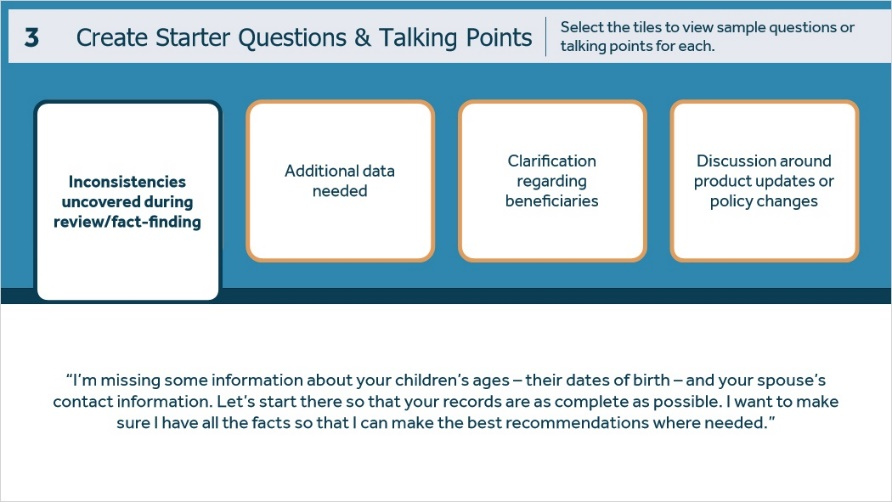 3 Create Starter Questions & Talking Points
Select the tiles to view sample questions or
talking points for each.
Inconsistencies
uncovered during
review/fact-finding
Additional data
needed
Clarification
regarding
beneficiaries
Discussion around
product updates or
policy changes
“I’m missing some information about your children’s ages – their dates of birth – and your spouse’s
contact information. Let’s start there so that your records are as complete as possible. I want to make
sure I have all the facts so that I can make the best recommendations where needed.”